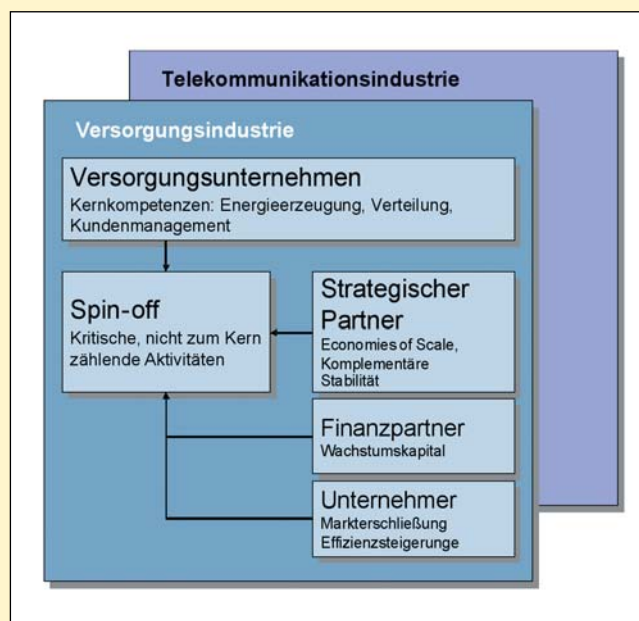 Telekommunikationsindustrie
Versorgungsindustrie
Versorgungsunternehmen
Kernkompetenzen: Energieerzeugung, Verteilung,
Kundenmanagement
Spin-off
Kritische, nicht zum Kern
zählende Aktivitäten
Strategischer
Partner
Economies of Scale,
Komplementäre
Stabilität
Finanzpartner
Wachstumskapital
Unternehmer
Markterschließung
Effizienzsteigerunge